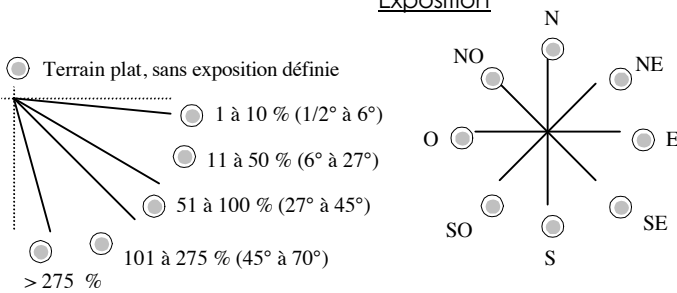 Exposition
N
NO
NE
Terrain plat, sans exposition définie
1 à 10 % (1/2° à 6°)
O
E
11 à 50 % (6° à 27°)
51 à 100 % (27° à 45°)
SO
SE
101 à 275 % (45° à 70°)
S
> 275 %